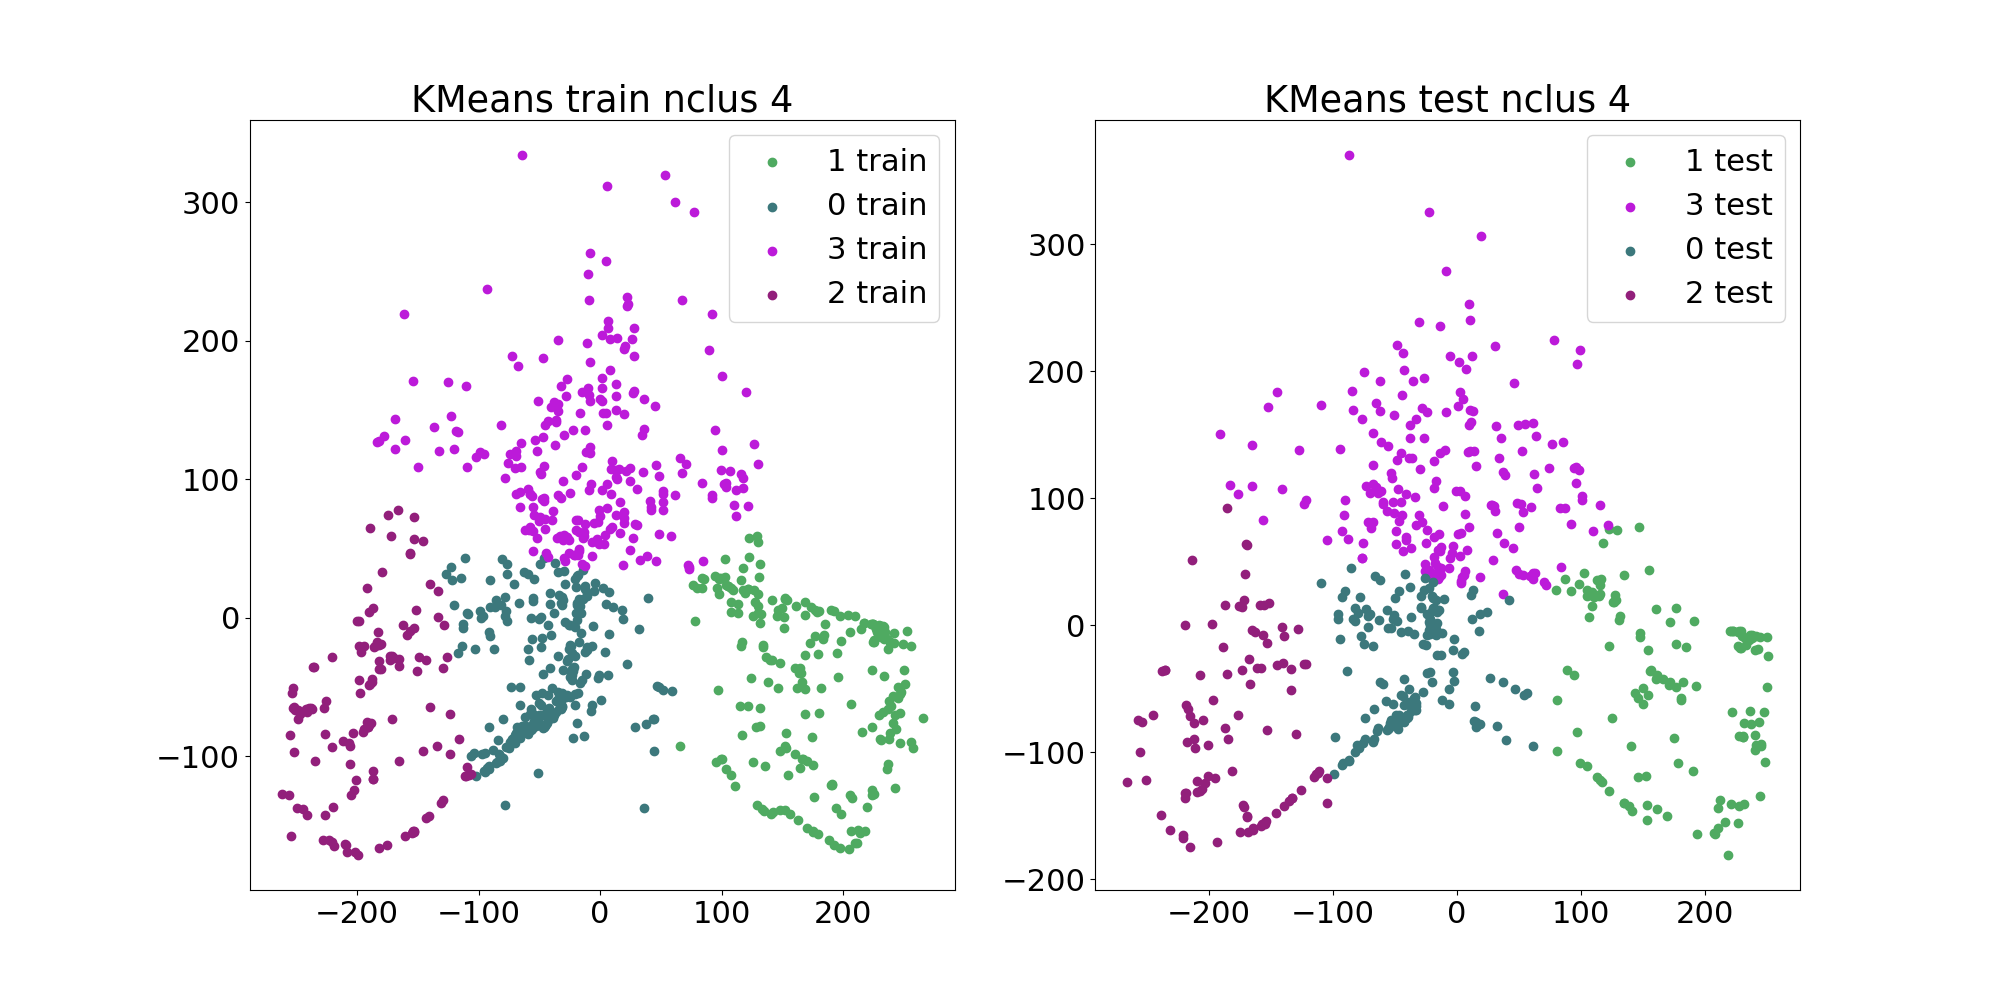 KMeans train nclus 4
1 train
0 train
3 train
2 train
300
200
100
0
−100
−200 −100 0 100 200
KMeans test nclus 4
1 test
3 test
0 test
2 test
300
200
100
0
−100
−200
−200 −100 0 100 200